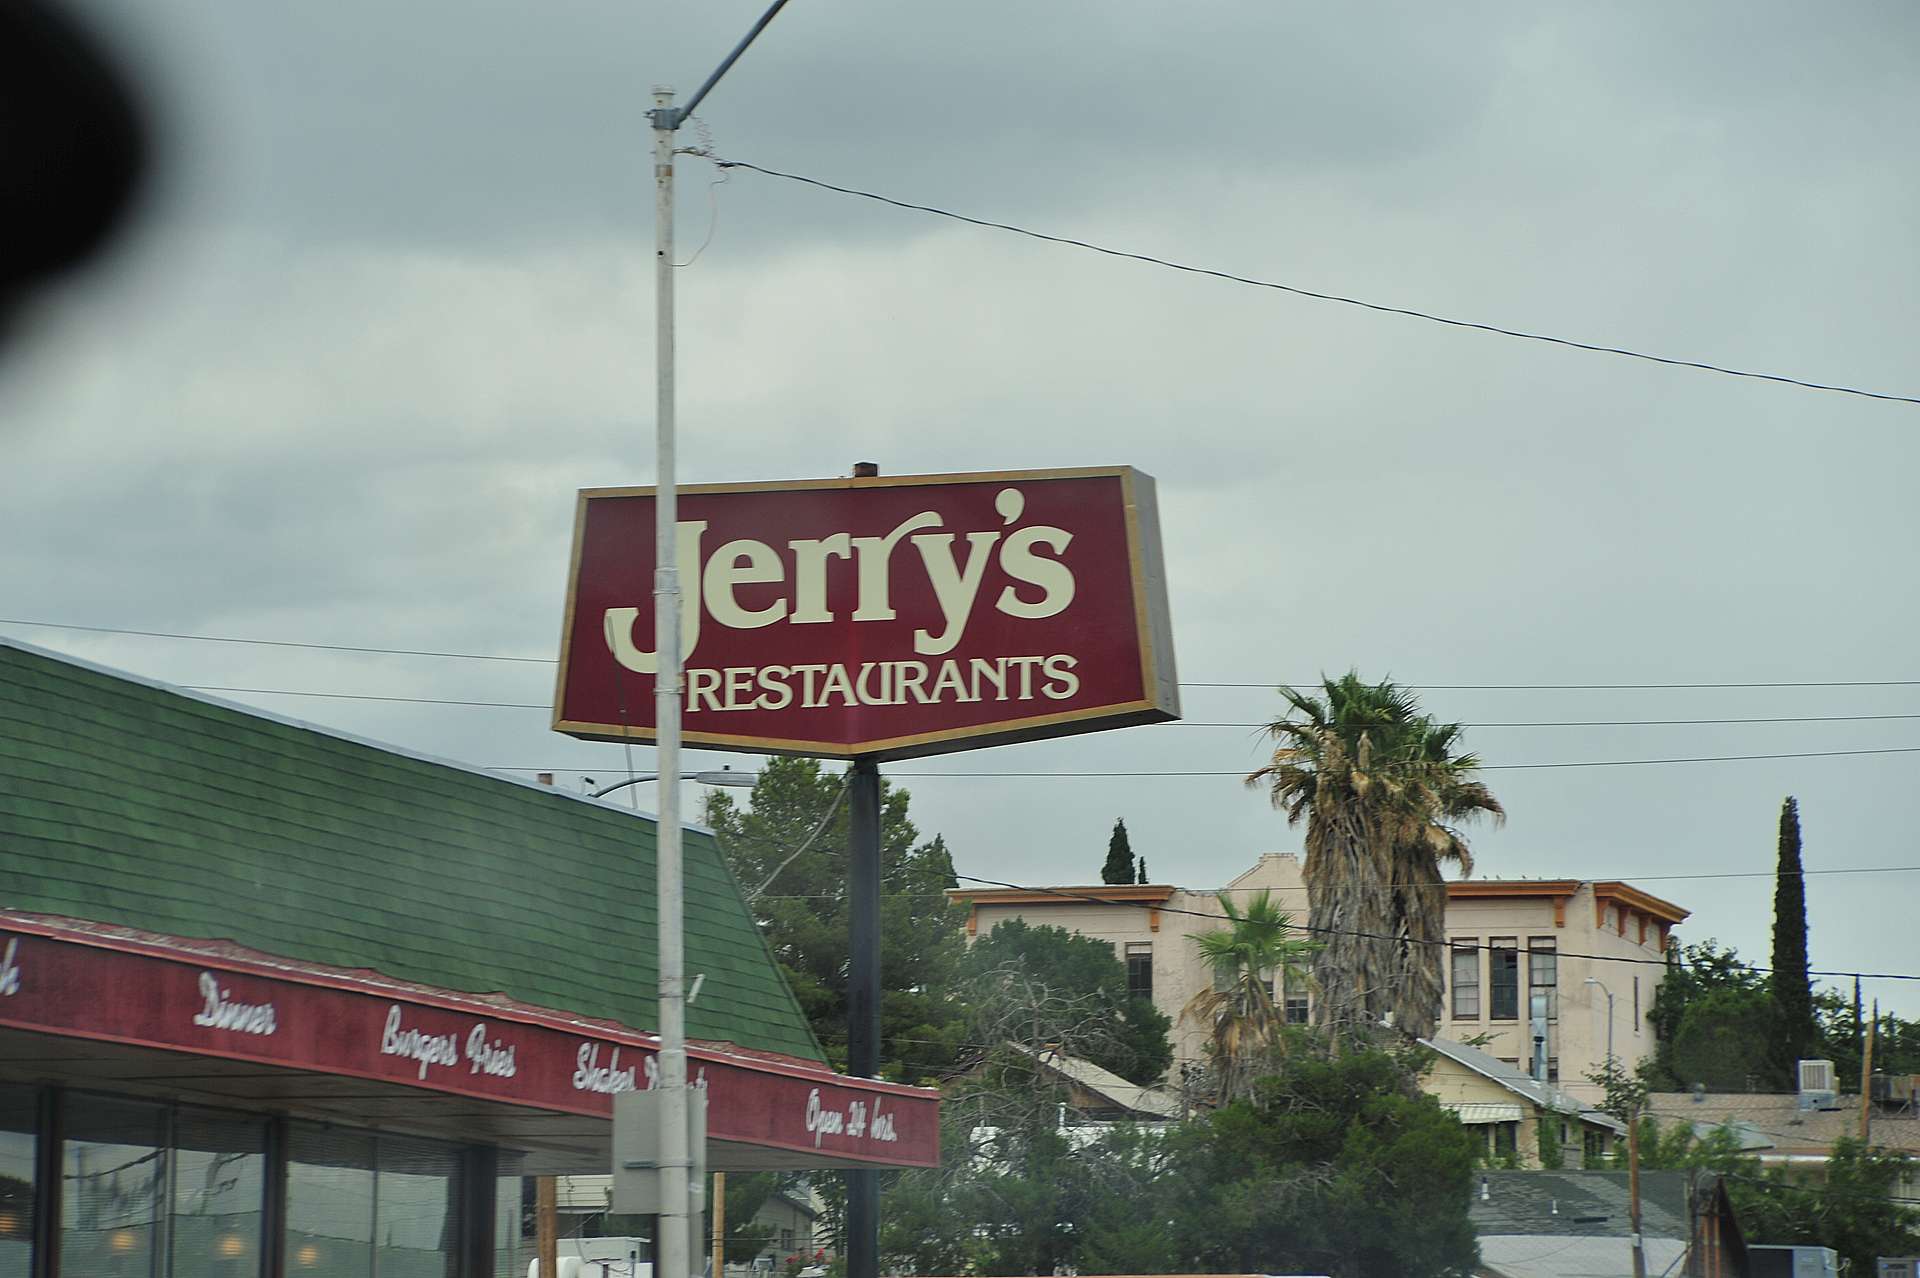 Jerry's
RESTAURANTS
Dinner
Burgers Fries
Shakes
Open 24 hrs.